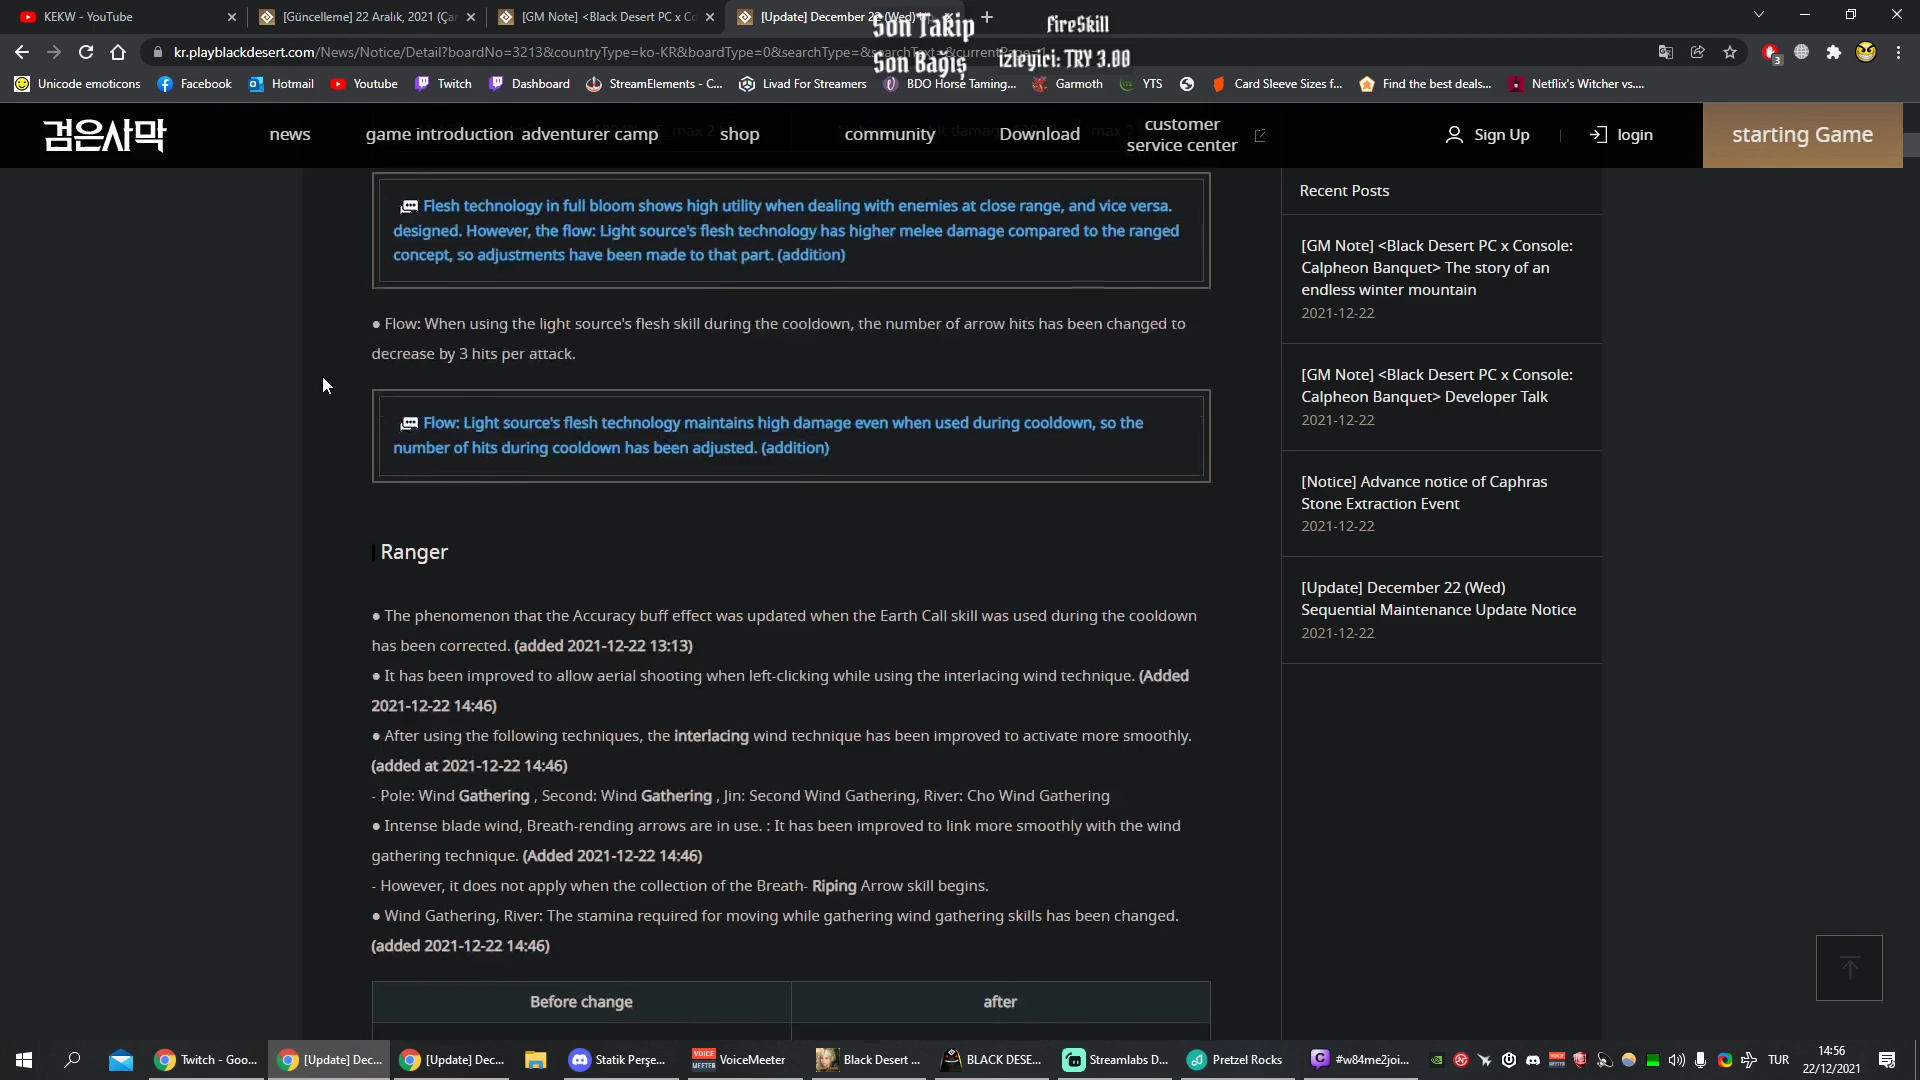 KEKW - YouTube
[Güncelleme] 22 Aralık, 2021 (Çar
[GM Note] <Black Desert PC x Co
[Update] December 22 (Wed)
Son Takip
FireSkill
kr.playblackdesert.com/News/Notice/Detail?boardNo=3213&countryType=ko-KR&boardType=0&searchType=&searchText=&currentPage=1
Son Bağış
izleyici: TRY 3.00
3
Unicode emoticons
Facebook
Hotmail
Youtube
Twitch
Dashboard
StreamElements - C...
Livad For Streamers
BDO Horse Taming...
Garmoth
YTS
Card Sleeve Sizes f...
Find the best deals...
Netflix's Witcher vs....
검은사막
news
game introduction
adventurer camp
shop
community
Download
customer
service center
Sign Up
login
starting Game
Flesh technology in full bloom shows high utility when dealing with enemies at close range, and vice versa.
designed. However, the flow: Light source's flesh technology has higher melee damage compared to the ranged
concept, so adjustments have been made to that part. (addition)
● Flow: When using the light source's flesh skill during the cooldown, the number of arrow hits has been changed to
decrease by 3 hits per attack.
Flow: Light source's flesh technology maintains high damage even when used during cooldown, so the
number of hits during cooldown has been adjusted. (addition)
Ranger
● The phenomenon that the Accuracy buff effect was updated when the Earth Call skill was used during the cooldown
has been corrected. (added 2021-12-22 13:13)
● It has been improved to allow aerial shooting when left-clicking while using the interlacing wind technique. (Added
2021-12-22 14:46)
● After using the following techniques, the interlacing wind technique has been improved to activate more smoothly.
(added at 2021-12-22 14:46)
- Pole: Wind Gathering , Second: Wind Gathering , Jin: Second Wind Gathering, River: Cho Wind Gathering
● Intense blade wind, Breath-rending arrows are in use. : It has been improved to link more smoothly with the wind
gathering technique. (Added 2021-12-22 14:46)
- However, it does not apply when the collection of the Breath- Riping Arrow skill begins.
● Wind Gathering, River: The stamina required for moving while gathering wind gathering skills has been changed.
(added 2021-12-22 14:46)
Before change
after
Recent Posts
[GM Note] <Black Desert PC x Console:
Calpheon Banquet> The story of an
endless winter mountain
2021-12-22
[GM Note] <Black Desert PC x Console:
Calpheon Banquet> Developer Talk
2021-12-22
[Notice] Advance notice of Caphras
Stone Extraction Event
2021-12-22
[Update] December 22 (Wed)
Sequential Maintenance Update Notice
2021-12-22
Twitch - Goo...
[Update] Dec...
[Update] Dec...
Statik Perşe...
VOICE
MEETER
VoiceMeeter
Black Desert ...
BLACK DESE...
Streamlabs D...
Pretzel Rocks
#w84me2joi...
TUR
14:56
22/12/2021